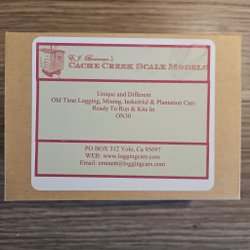 C.J. Brennan's
CACHE CREEK SCALE MODELS
Unique and Different
Old Time Logging, Mining, Industrial & Plantation Cars
Ready To Run & Kits In
ON30
PO BOX 312 Yolo, Ca 95697
WEB: www.loggingcars.com
Email: emmett@loggingcars.com